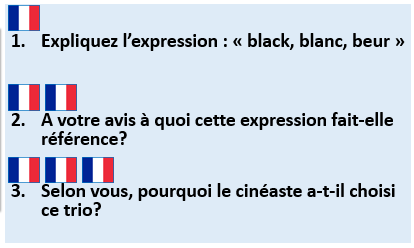 1. Expliquez l’expression : « black, blanc, beur »
2. A votre avis à quoi cette expression fait-elle
référence?
3. Selon vous, pourquoi le cinéaste a-t-il choisi
ce trio?